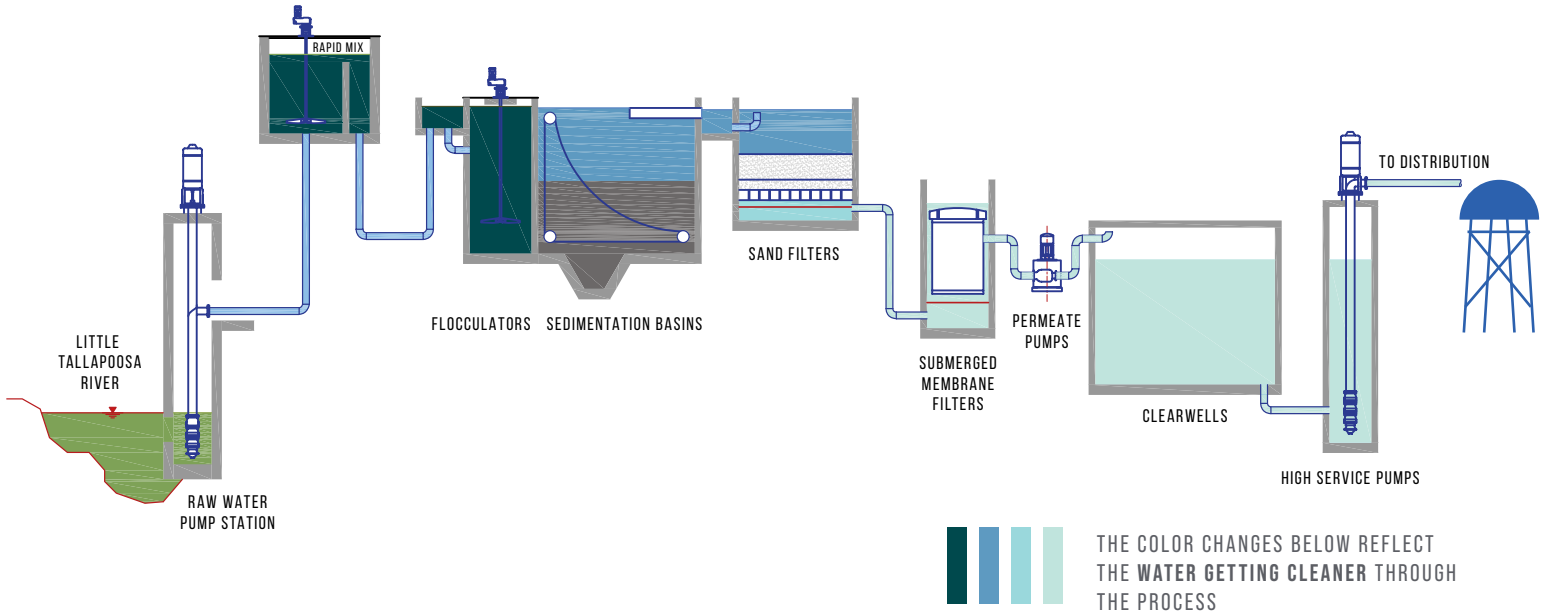 RAPID MIX
LITTLE
TALLAPOOSA
RIVER
RAW WATER
PUMP STATION
FLOCCULATORS
SEDIMENTATION BASINS
SAND FILTERS
SUBMERGED
MEMBRANE
FILTERS
PERMEATE
PUMPS
CLEARWELLS
TO DISTRIBUTION
HIGH SERVICE PUMPS
THE COLOR CHANGES BELOW REFLECT
THE WATER GETTING CLEANER THROUGH
THE PROCESS